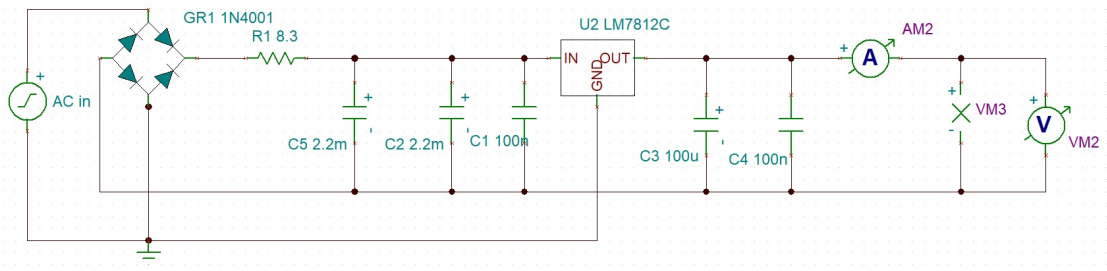 GR1 1N4001
R1 8.3
U2 LM7812C
AM2
+
AC in
IN
OUT
GND
+
A
+
C5 2.2m
+
C2 2.2m
C1 100n
+
C3 100u
C4 100n
+
-
VM3
+
V
VM2